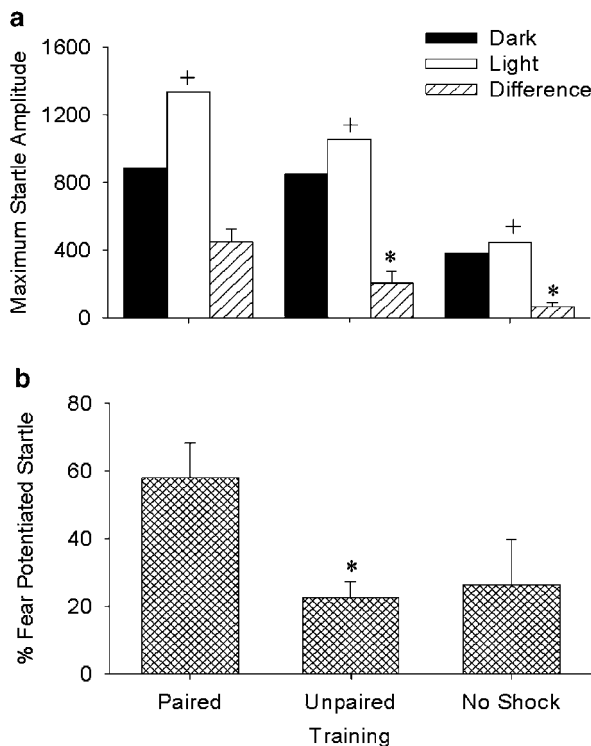 a
Maximum Startle Amplitude
1600
1200
800
400
0
Dark
Light
Difference
+
+
+
*
*
b
% Fear Potentiated Startle
80
60
40
20
0
*
Paired Unpaired No Shock
Training